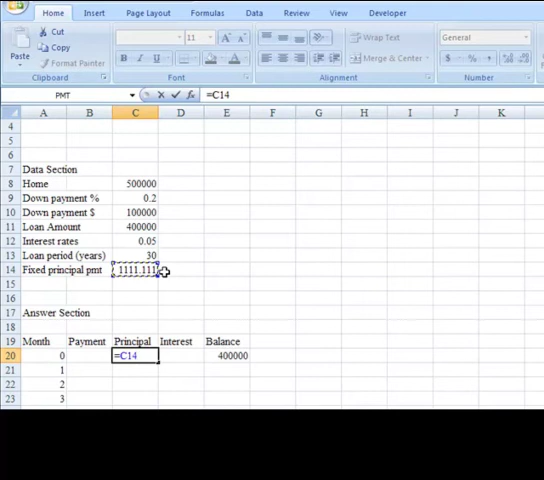 Home Insert Page Layout Formulas Data Review View Developer
Cut
Copy
Format Painter
Paste
Clipboard
11 A A
B I U
Font
Wrap Text
Merge & Center
Alignment
General
$ % ,
Number
PMT fx =C14
A B C D E F G H I J K
4
5
6
7 Data Section
8 Home 500000
9 Down payment % 0.2
10 Down payment $ 100000
11 Loan Amount 400000
12 Interest rates 0.05
13 Loan period (years) 30
14 Fixed principal pmt 1111.111
15
16
17 Answer Section
18
19 Month Payment Principal Interest Balance
20 0 =C14 400000
21 1
22 2
23 3